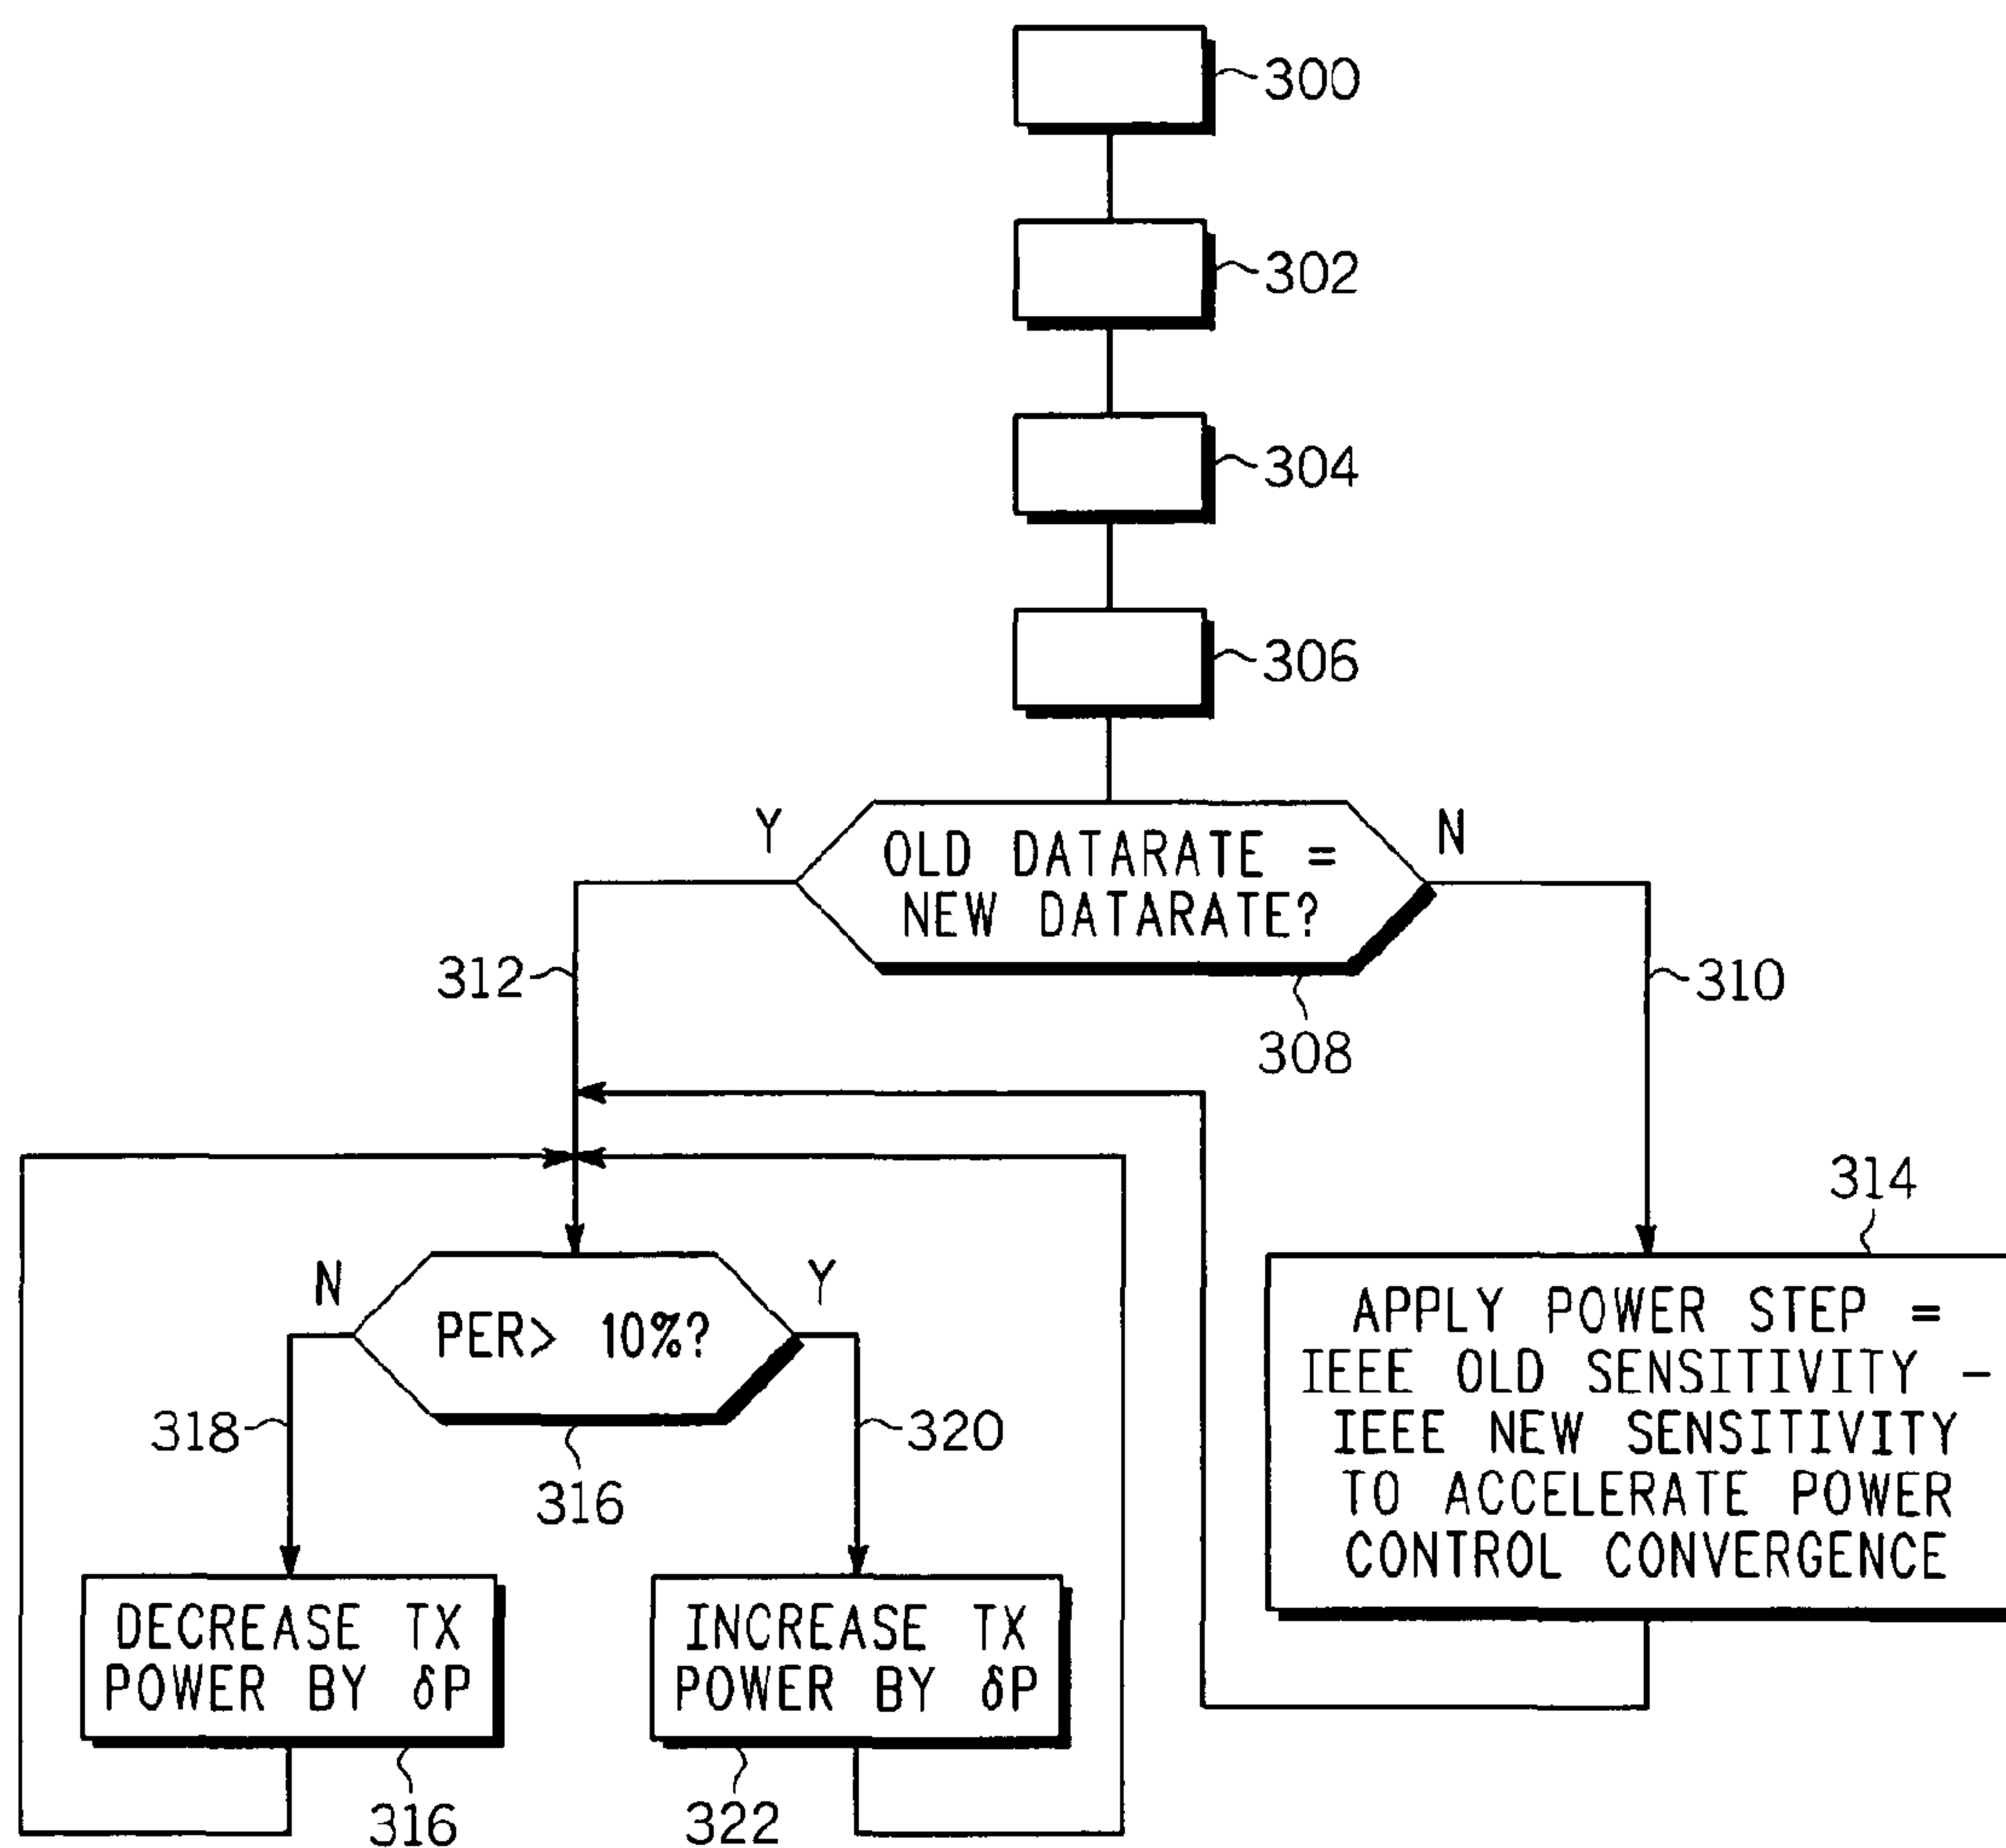 300
302
304
306
Y
N
OLD DATARATE =
NEW DATARATE?
312
310
308
314
N
Y
PER> 10%?
318
320
316
APPLY POWER STEP =
IEEE OLD SENSITIVITY -
IEEE NEW SENSITIVITY
TO ACCELERATE POWER
CONTROL CONVERGENCE
DECREASE TX
POWER BY δP
INCREASE TX
POWER BY δP
316
322